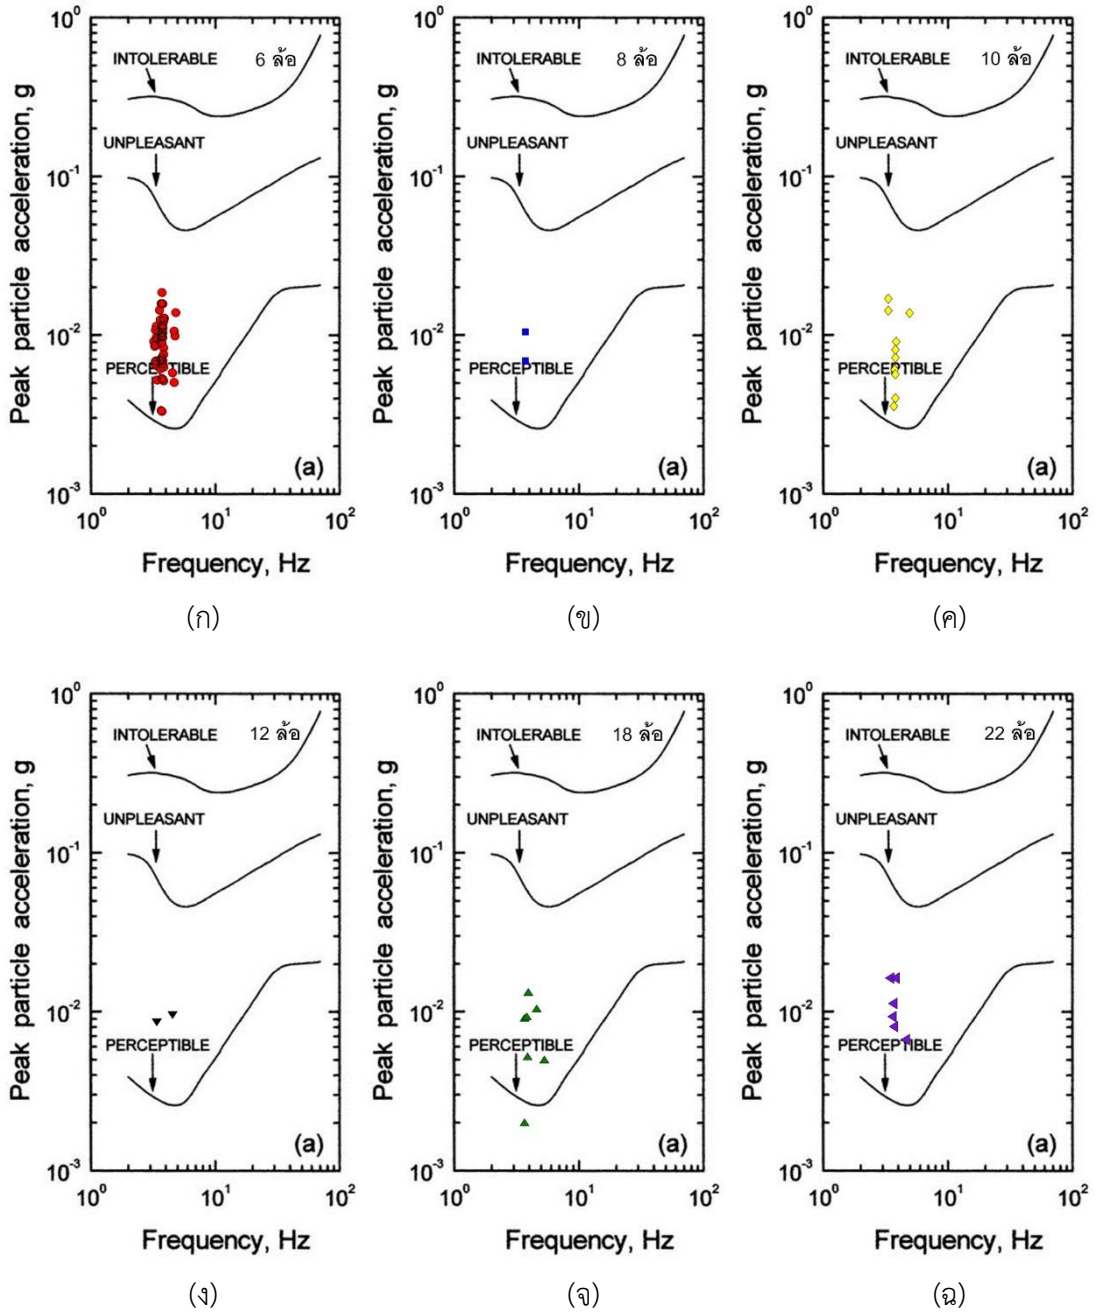 10⁰ 10⁰ 10⁰
INTOLERABLE 6 ล้อ INTOLERABLE 8 ล้อ INTOLERABLE 10 ล้อ
UNPLEASANT UNPLEASANT UNPLEASANT
10⁻¹ 10⁻¹ 10⁻¹
Peak particle acceleration, g Peak particle acceleration, g Peak particle acceleration, g
10⁻² 10⁻² 10⁻²
PERCEPTIBLE PERCEPTIBLE PERCEPTIBLE
(a) (a) (a)
10⁻³ 10⁻³ 10⁻³
10⁰ 10¹ 10² 10⁰ 10¹ 10² 10⁰ 10¹ 10²
Frequency, Hz Frequency, Hz Frequency, Hz
(ก) (ข) (ค)
10⁰ 10⁰ 10⁰
INTOLERABLE 12 ล้อ INTOLERABLE 18 ล้อ INTOLERABLE 22 ล้อ
UNPLEASANT UNPLEASANT UNPLEASANT
10⁻¹ 10⁻¹ 10⁻¹
Peak particle acceleration, g Peak particle acceleration, g Peak particle acceleration, g
10⁻² 10⁻² 10⁻²
PERCEPTIBLE PERCEPTIBLE PERCEPTIBLE
(a) (a) (a)
10⁻³ 10⁻³ 10⁻³
10⁰ 10¹ 10² 10⁰ 10¹ 10² 10⁰ 10¹ 10²
Frequency, Hz Frequency, Hz Frequency, Hz
(ง) (จ) (ฉ)